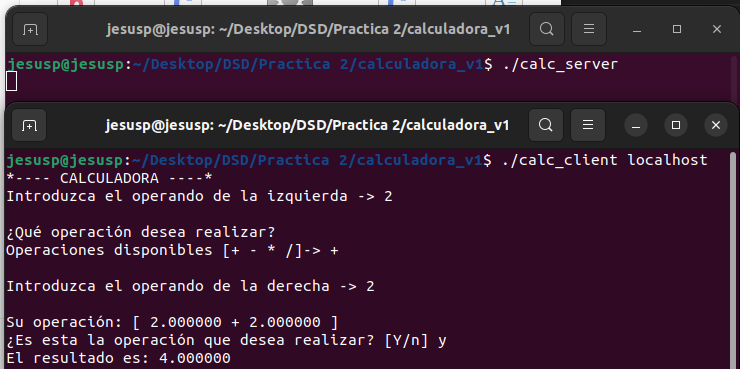 jesusp@jesusp: ~/Desktop/DSD/Practica 2/calculadora_v1
jesusp@jesusp:~/Desktop/DSD/Practica 2/calculadora_v1$ ./calc_server
jesusp@jesusp: ~/Desktop/DSD/Practica 2/calculadora_v1
jesusp@jesusp:~/Desktop/DSD/Practica 2/calculadora_v1$ ./calc_client localhost
*---- CALCULADORA ----*
Introduzca el operando de la izquierda -> 2
¿Qué operación desea realizar?
Operaciones disponibles [+ - * /]-> +
Introduzca el operando de la derecha -> 2
Su operación: [ 2.000000 + 2.000000 ]
¿Es esta la operación que desea realizar? [Y/n] y
El resultado es: 4.000000